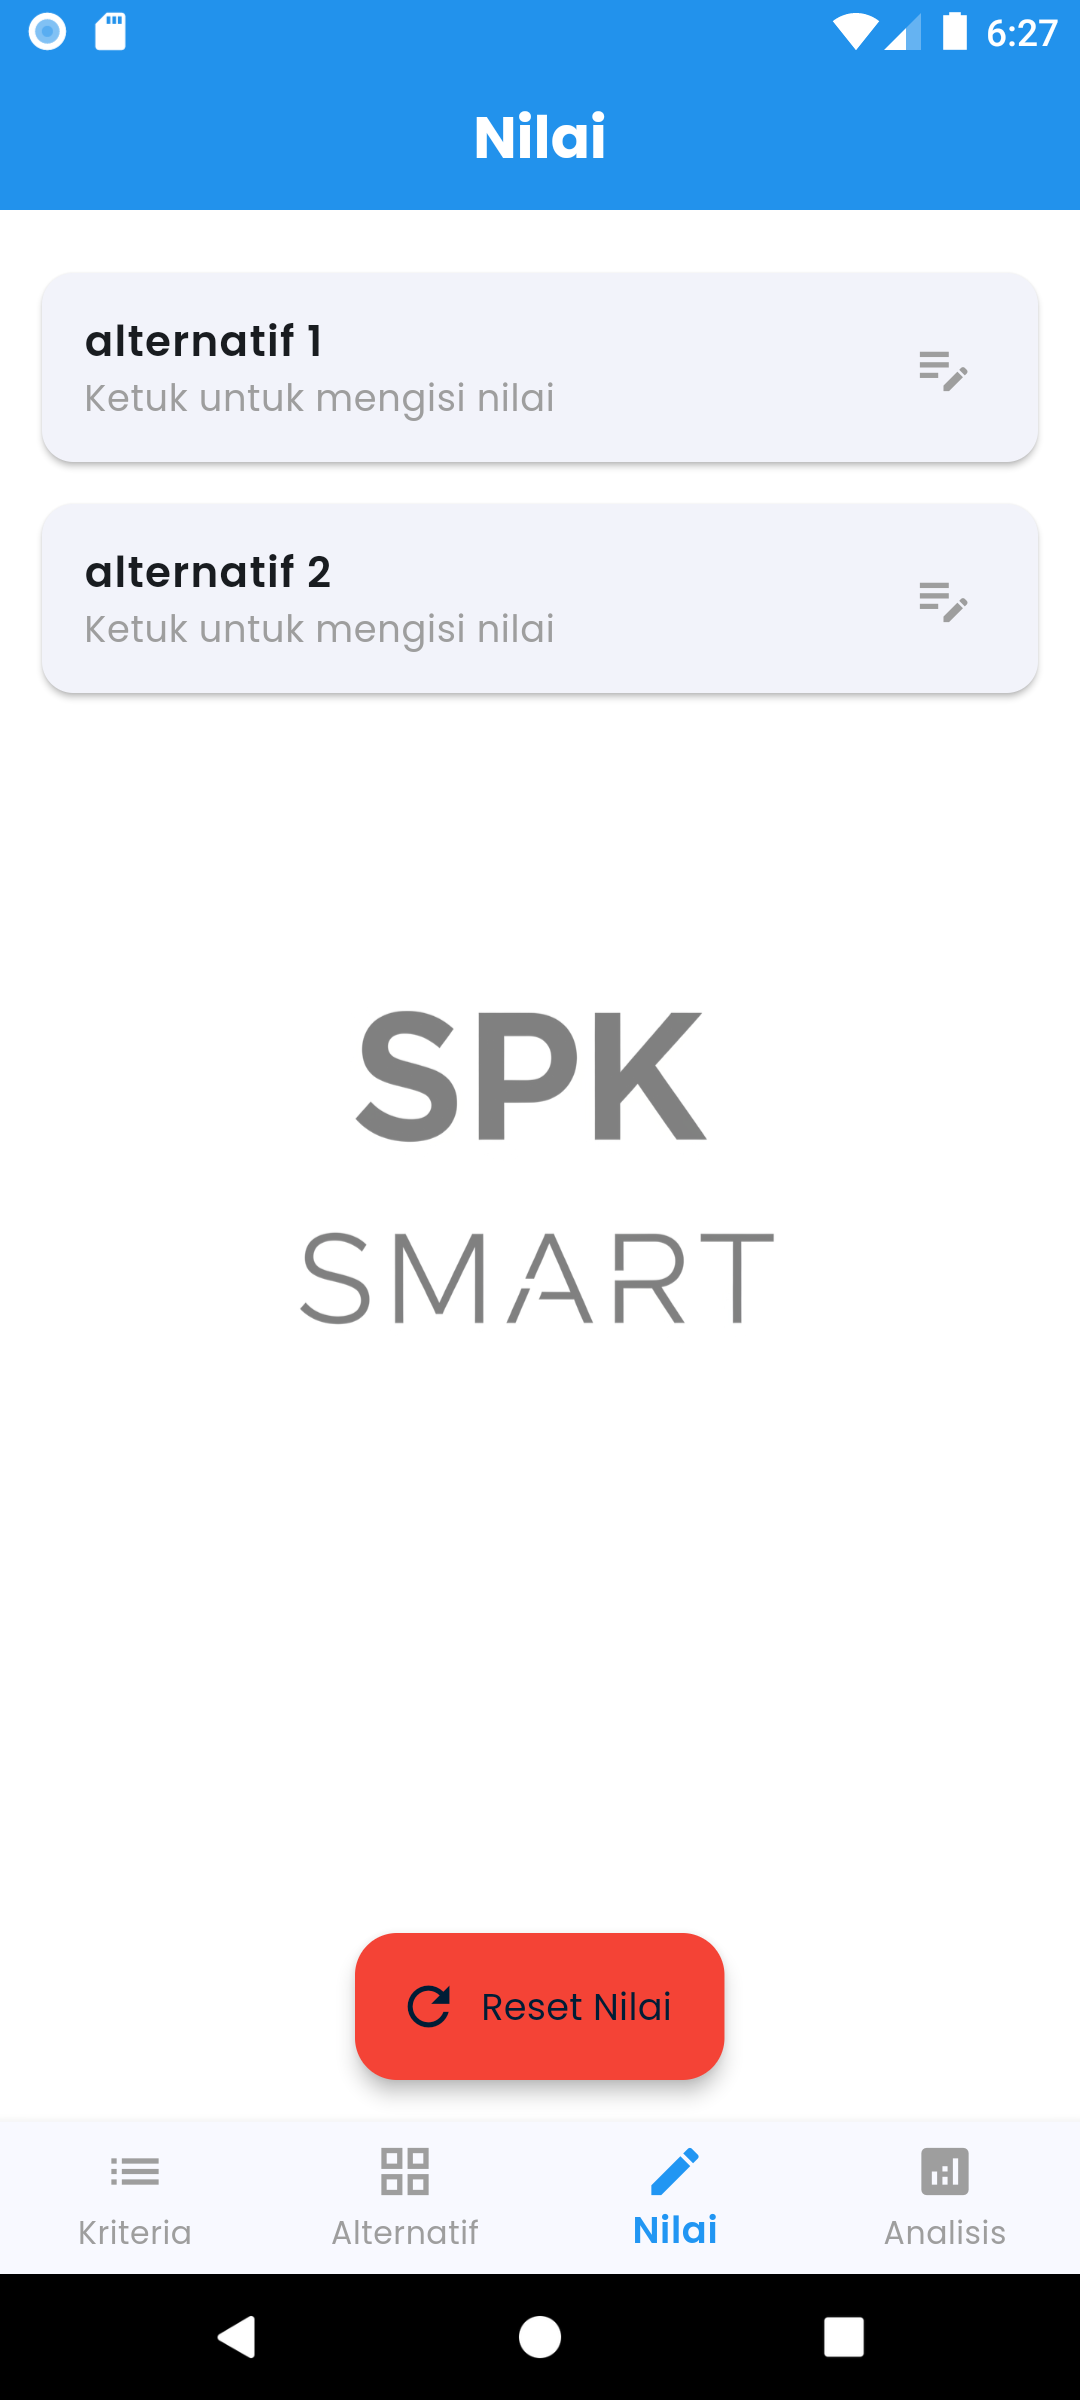 6:27
Nilai
alternatif 1
Ketuk untuk mengisi nilai
alternatif 2
Ketuk untuk mengisi nilai
SPK
SMART
Reset Nilai
Kriteria
Alternatif
Nilai
Analisis